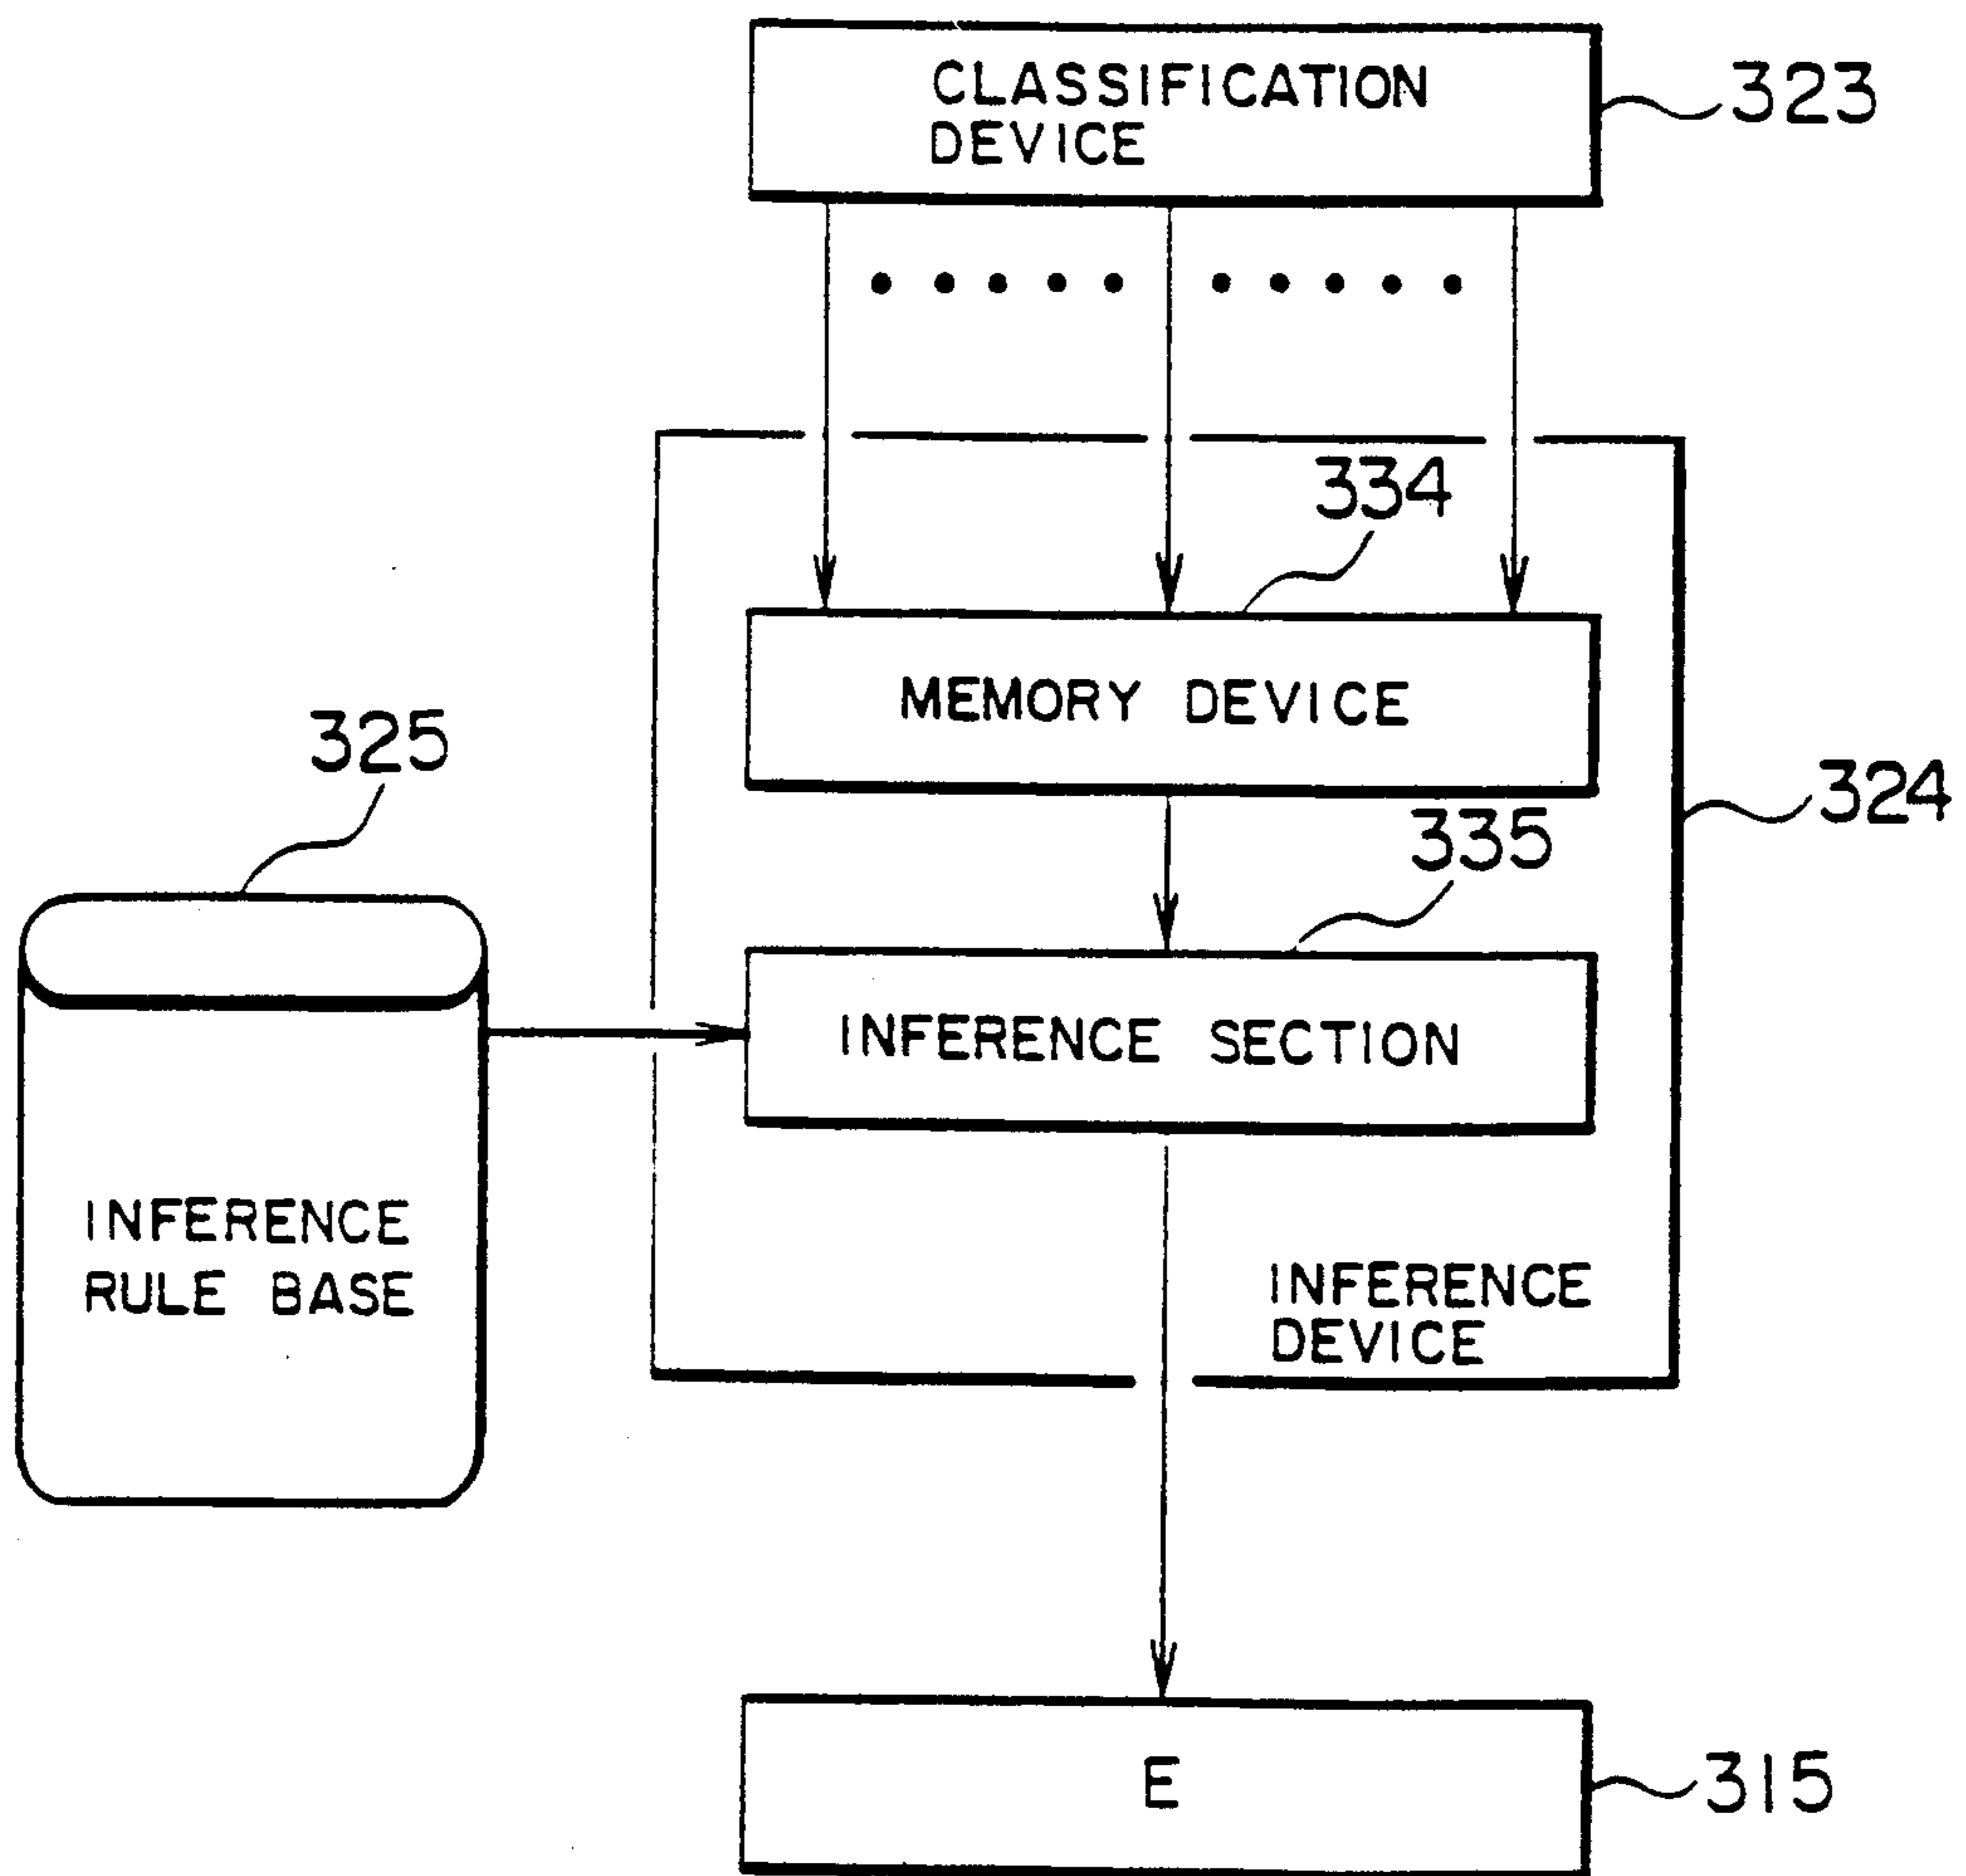 CLASSIFICATION
DEVICE
323
334
MEMORY DEVICE
325
324
335
INFERENCE SECTION
INFERENCE
RULE BASE
INFERENCE
DEVICE
E
315